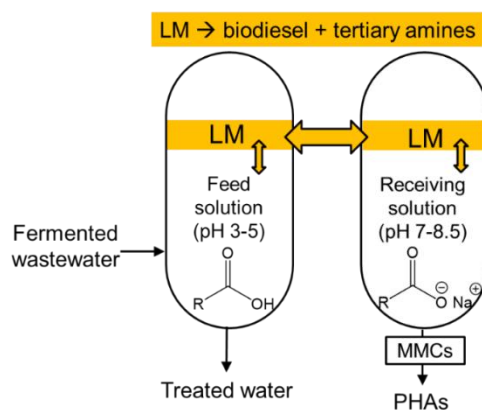 LM → biodiesel + tertiary amines
LM
LM
Feed
solution
(pH 3-5)
Receiving
solution
(pH 7-8.5)
Fermented
wastewater
O
R
OH
O
R
O
⊖
Na
⊕
MMCs
Treated water
PHAs